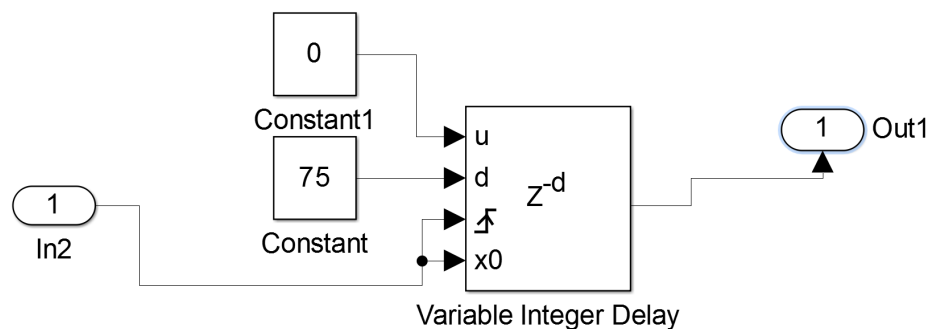 0
Constant1
75
Constant
1
In2
u
d
x0
Z-d
Variable Integer Delay
1
Out1